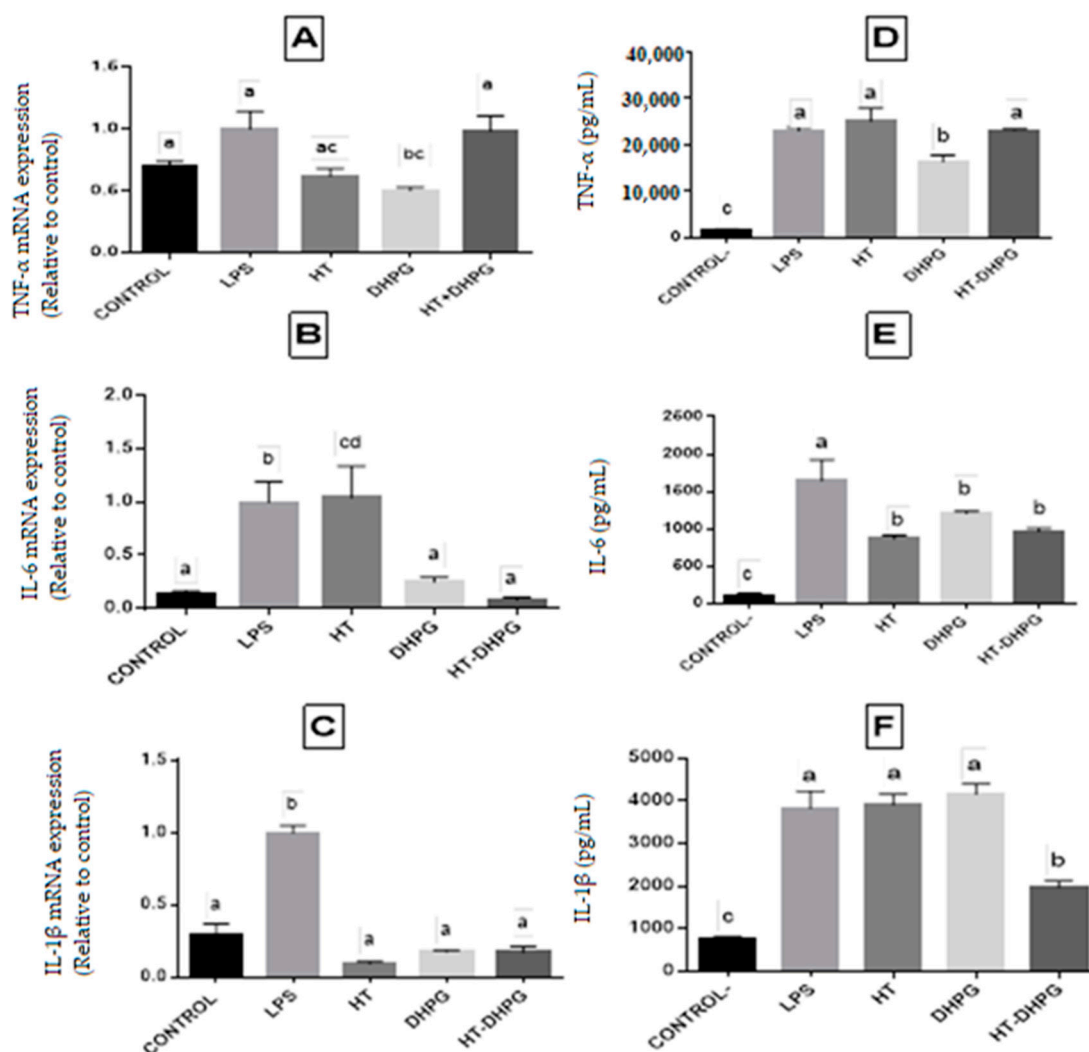 A
TNF-α mRNA expression
(Relative to control)
1.6
1.0
0.6
0.0
a
a
ac
bc
a
CONTROL
LPS
HT
DHPG
HT+DHPG
D
TNF-α (pg/mL)
40,000
30,000
20,000
10,000
0
c
a
a
b
a
CONTROL-
LPS
HT
DHPG
HT-DHPG
B
IL-6 mRNA expression
(Relative to control)
2.0
1.5
1.0
0.5
0.0
a
b
cd
a
a
CONTROL
LPS
HT
DHPG
HT-DHPG
E
IL-6 (pg/mL)
2600
2000
1600
1000
600
0
c
a
b
b
b
CONTROL-
LPS
HT
DHPG
HT-DHPG
C
IL-1β mRNA expression
(Relative to control)
1.5
1.0
0.5
0.0
a
b
a
a
a
CONTROL
LPS
HT
DHPG
HT-DHPG
F
IL-1β (pg/mL)
5000
4000
3000
2000
1000
0
c
a
a
a
b
CONTROL-
LPS
HT
DHPG
HT-DHPG